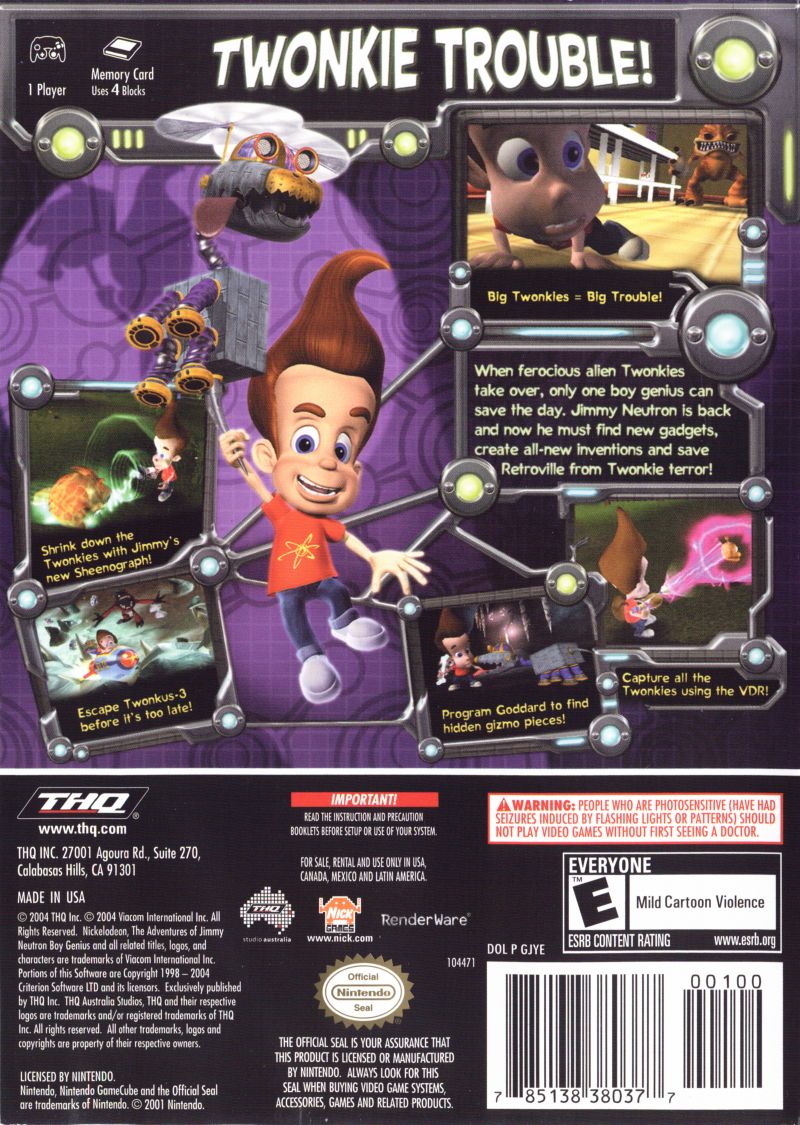 1 Player
Memory Card
Uses 4 Blocks
TWONKIE TROUBLE!
Big Twonkies = Big Trouble!
When ferocious alien Twonkies
take over, only one boy genius can
save the day. Jimmy Neutron is back
and now he must find new gadgets,
create all-new inventions and save
Retroville from Twonkie terror!
Shrink down the
Twonkies with Jimmy's
new Sheenograph!
Escape Twonkus-3
before it's too late!
Program Goddard to find
hidden gizmo pieces!
Capture all the
Twonkies using the VDR!
THQ®
www.thq.com
THQ INC. 27001 Agoura Rd., Suite 270,
Calabasas Hills, CA 91301
MADE IN USA
© 2004 THQ Inc. © 2004 Viacom International Inc. All
Rights Reserved. Nickelodeon, The Adventures of Jimmy
Neutron Boy Genius and all related titles, logos, and
characters are trademarks of Viacom International Inc.
Portions of this Software are Copyright 1998 – 2004
Criterion Software LTD and its licensors. Exclusively published
by THQ Inc. THQ Australia Studios, THQ and their respective
logos are trademarks and/or registered trademarks of THQ
Inc. All rights reserved. All other trademarks, logos and
copyrights are property of their respective owners.
LICENSED BY NINTENDO.
Nintendo, Nintendo GameCube and the Official Seal
are trademarks of Nintendo. © 2001 Nintendo.
IMPORTANT!
READ THE INSTRUCTION AND PRECAUTION
BOOKLETS BEFORE SETUP OR USE OF YOUR SYSTEM.
FOR SALE, RENTAL AND USE ONLY IN USA,
CANADA, MEXICO AND LATIN AMERICA.
THQ
studio australia
NICK
GAMES
www.nick.com
RenderWare®
104471
Official
Nintendo
Seal
THE OFFICIAL SEAL IS YOUR ASSURANCE THAT
THIS PRODUCT IS LICENSED OR MANUFACTURED
BY NINTENDO. ALWAYS LOOK FOR THIS
SEAL WHEN BUYING VIDEO GAME SYSTEMS,
ACCESSORIES, GAMES AND RELATED PRODUCTS.
WARNING: PEOPLE WHO ARE PHOTOSENSITIVE (HAVE HAD
SEIZURES INDUCED BY FLASHING LIGHTS OR PATTERNS) SHOULD
NOT PLAY VIDEO GAMES WITHOUT FIRST SEEING A DOCTOR.
EVERYONE
TM
E
Mild Cartoon Violence
ESRB CONTENT RATING www.esrb.org
DOL P GJYE
00100
7 85138 38037 7